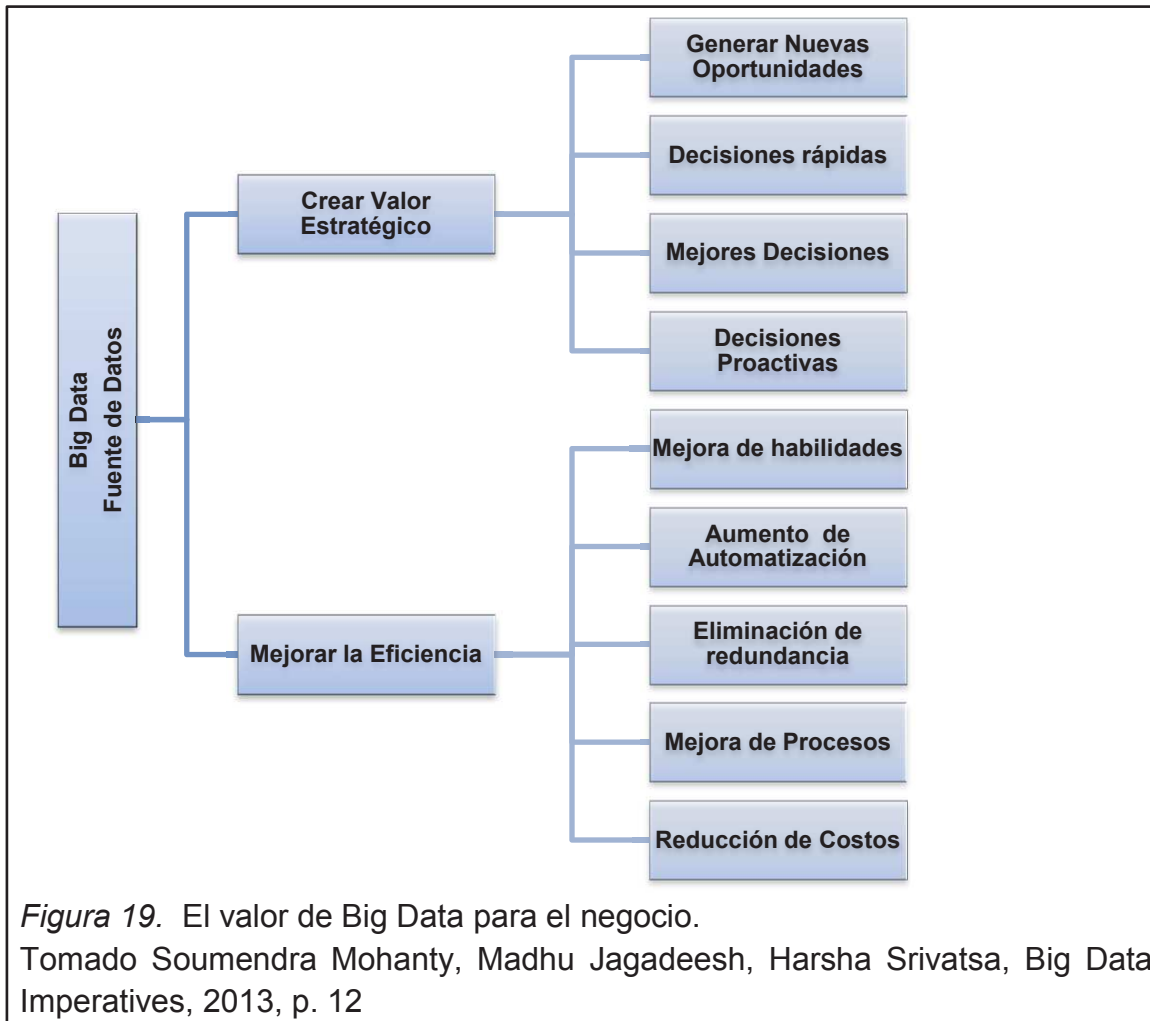 Generar Nuevas
Oportunidades
Decisiones rápidas
Crear Valor
Estratégico
Mejores Decisiones
Decisiones
Proactivas
Big Data
Fuente de Datos
Mejora de habilidades
Aumento de
Automatización
Eliminación de
redundancia
Mejorar la Eficiencia
Mejora de Procesos
Reducción de Costos
Figura 19. El valor de Big Data para el negocio.
Tomado Soumendra Mohanty, Madhu Jagadeesh, Harsha Srivatsa, Big Data
Imperatives, 2013, p. 12